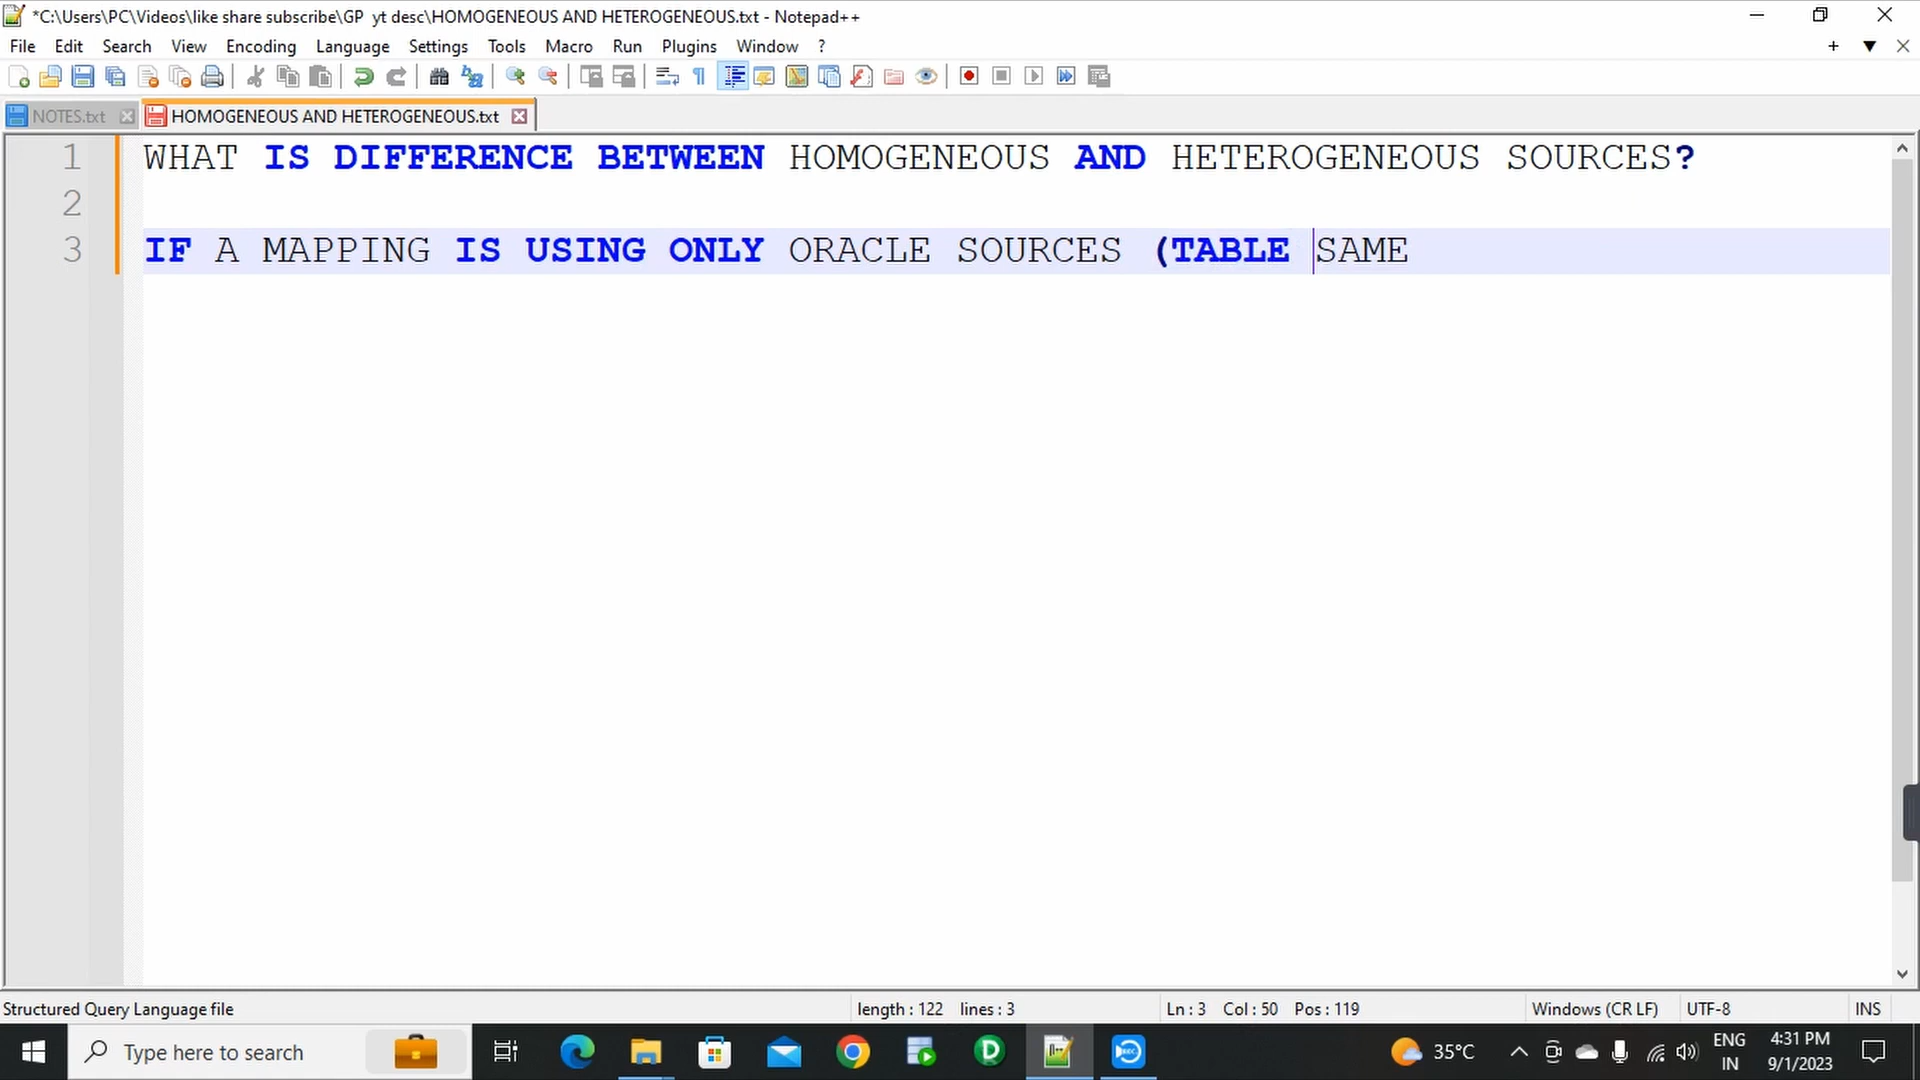 *C:\Users\PC\Videos\like share subscribe\GP  yt desc\HOMOGENEOUS AND HETEROGENEOUS.txt - Notepad++
File Edit Search View Encoding Language Settings Tools Macro Run Plugins Window ?
NOTES.txt HOMOGENEOUS AND HETEROGENEOUS.txt
1 WHAT IS DIFFERENCE BETWEEN HOMOGENEOUS AND HETEROGENEOUS SOURCES?
2
3 IF A MAPPING IS USING ONLY ORACLE SOURCES (TABLE SAME
Structured Query Language file length : 122 lines : 3 Ln : 3 Col : 50 Pos : 119 Windows (CR LF) UTF-8 INS
Type here to search 35°C ENG 4:31 PM
IN 9/1/2023